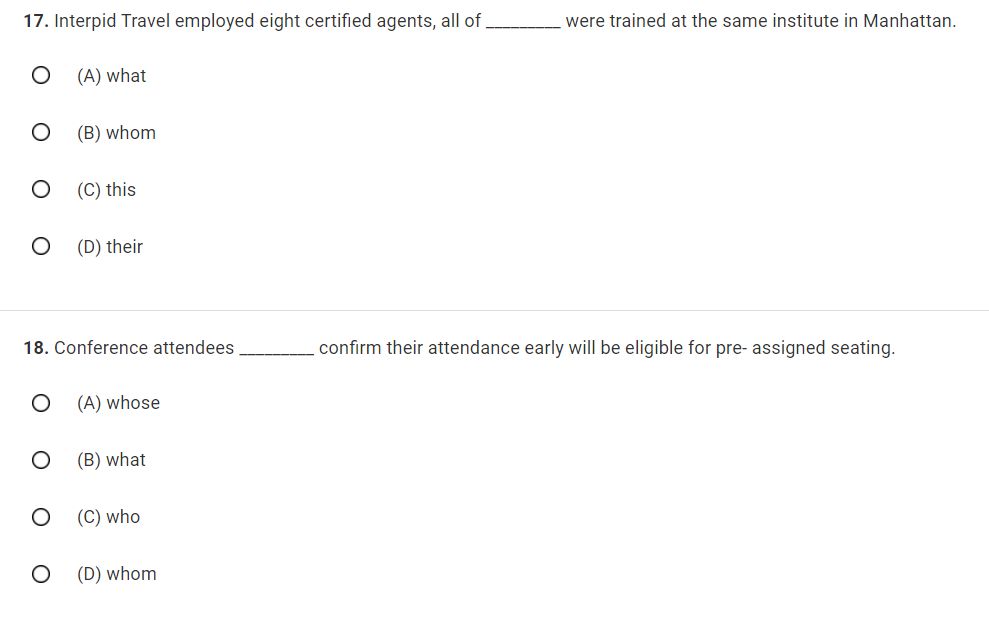 17. Interpid Travel employed eight certified agents, all of _________ were trained at the same institute in Manhattan.
(A) what
(B) whom
(C) this
(D) their
18. Conference attendees _________ confirm their attendance early will be eligible for pre- assigned seating.
(A) whose
(B) what
(C) who
(D) whom